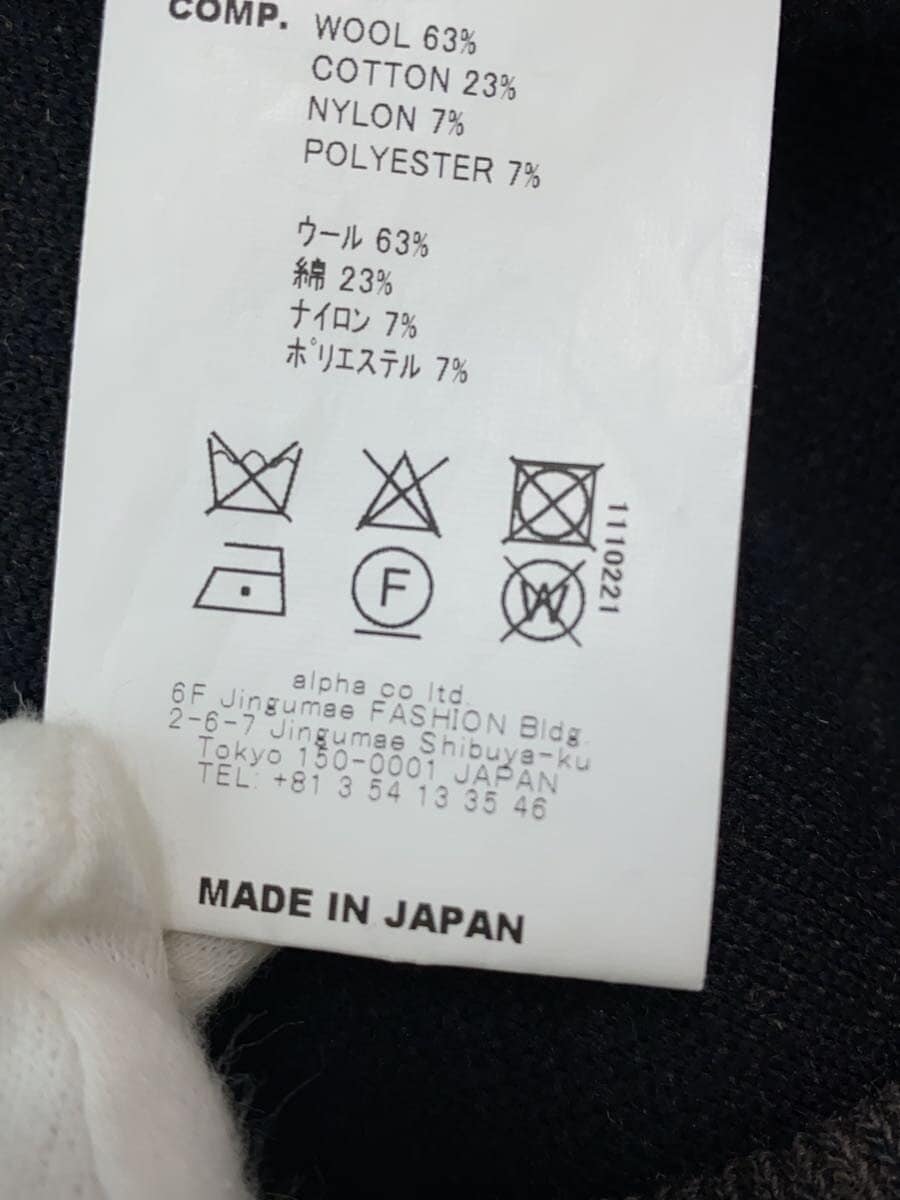 COMP.
WOOL 63%
COTTON 23%
NYLON 7%
POLYESTER 7%
ウール 63%
綿 23%
ナイロン 7%
ポリエステル 7%
F
W
1110221
alpha co ltd.
6F Jingumae FASHION Bldg.
2-6-7 Jingumae Shibuya-ku
Tokyo 150-0001 JAPAN
TEL: +81 3 54 13 35 46
MADE IN JAPAN